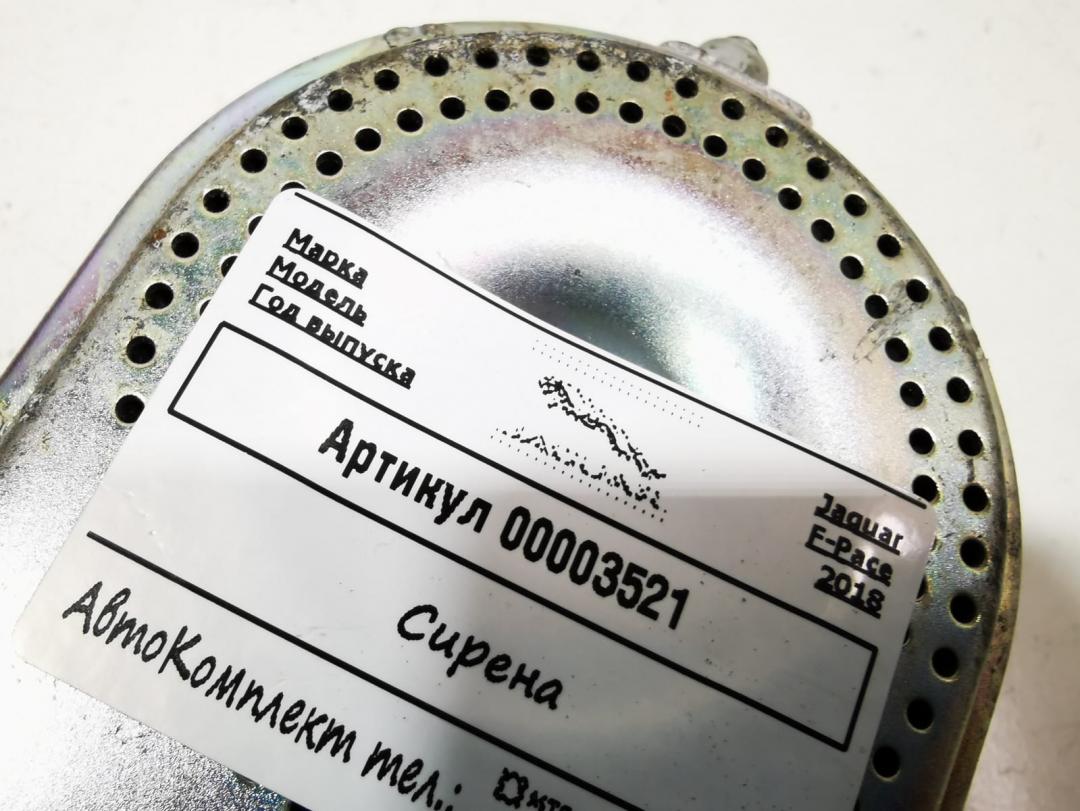 Марка
Модель
Год выпуска
Jaguar
F-Pace
2018
Артикул 00003521
Сирена
АвтоКомплект тел.: